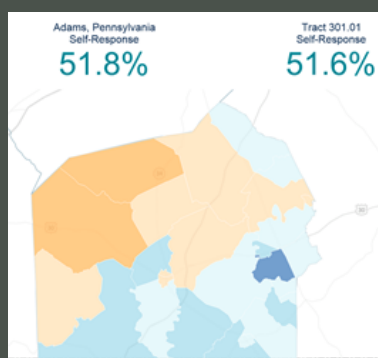 Adams, Pennsylvania
Self-Response
51.8%
Tract 301.01
Self-Response
51.6%